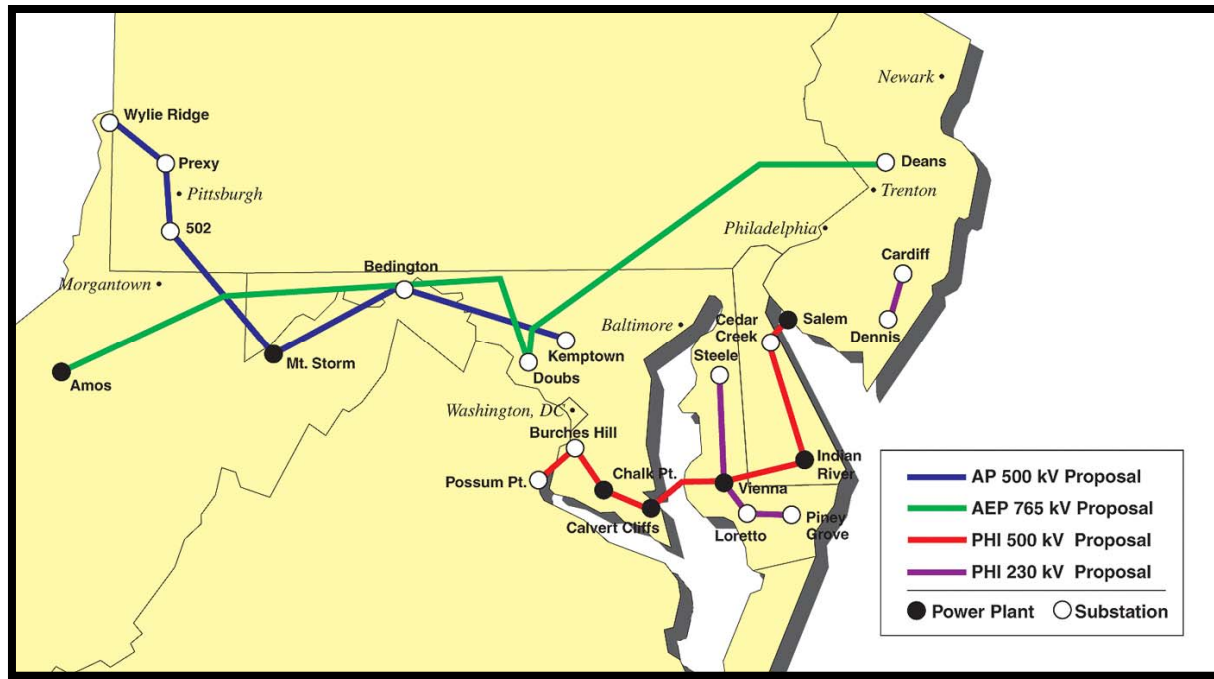 Newark
Wylie Ridge
Prexy
Deans
Pittsburgh
Trenton
502
Philadelphia
Cardiff
Bedington
Morgantown
Salem
Baltimore
Cedar
Creek
Dennis
Steele
Kemptown
Mt. Storm
Doubs
Amos
Washington, DC
Burches Hill
Indian
River
Chalk Pt.
Possum Pt.
Vienna
Calvert Cliffs
Piney
Grove
Loretto
AP 500 kV Proposal
AEP 765 kV Proposal
PHI 500 kV Proposal
PHI 230 kV Proposal
Power Plant Substation